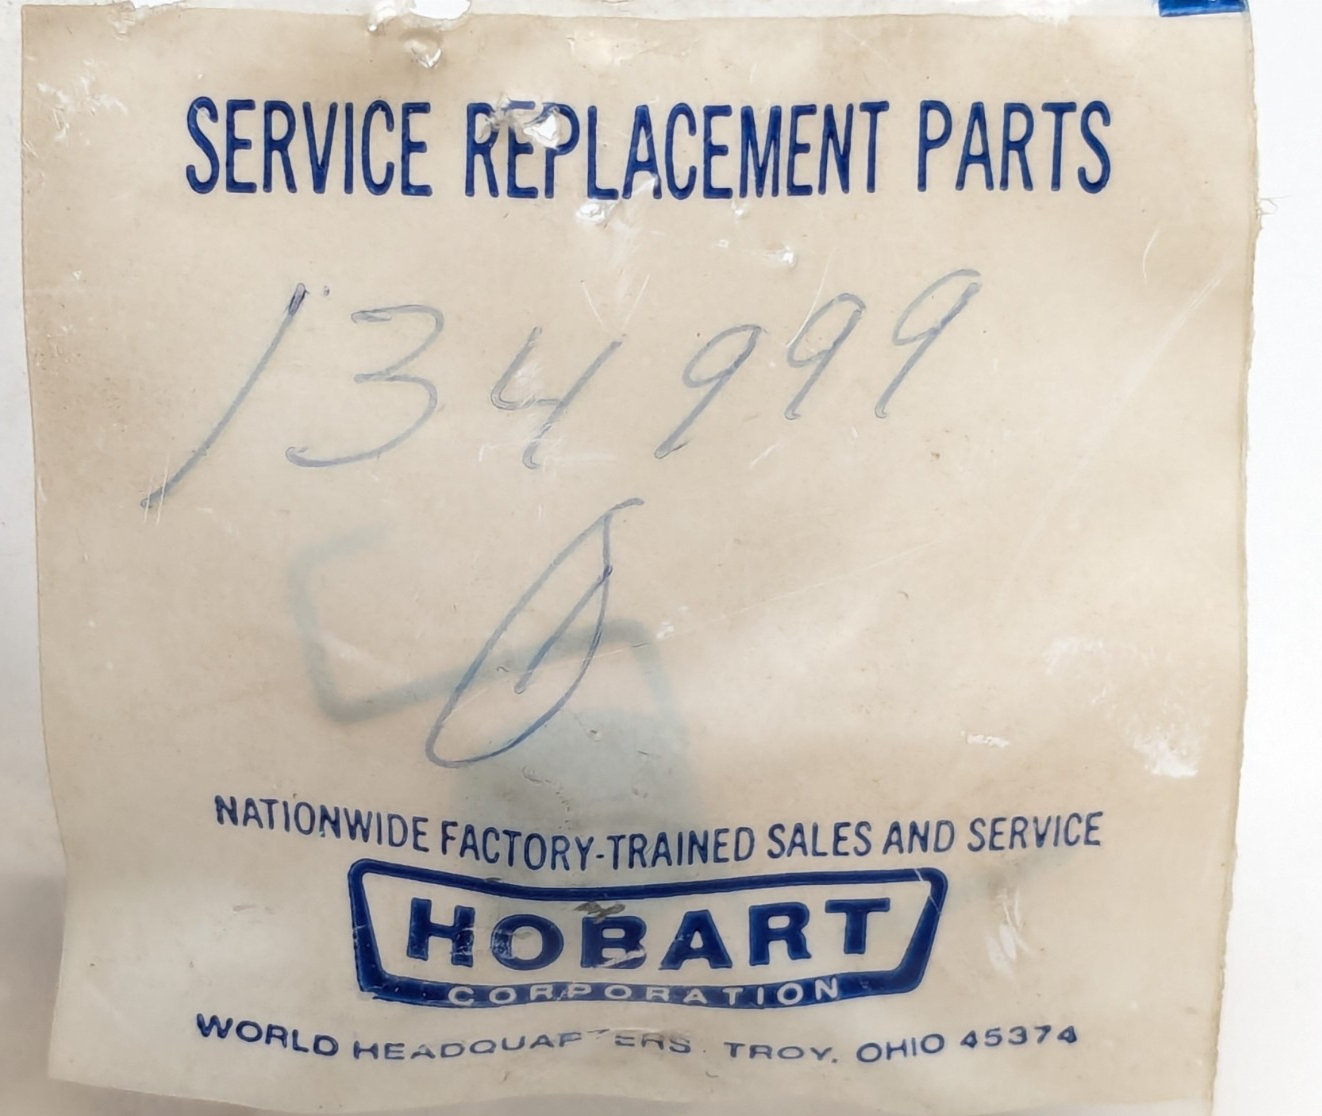 SERVICE REPLACEMENT PARTS
134999
NATIONWIDE FACTORY-TRAINED SALES AND SERVICE
HOBART
CORPORATION
WORLD HEADQUARTERS TROY, OHIO 45374